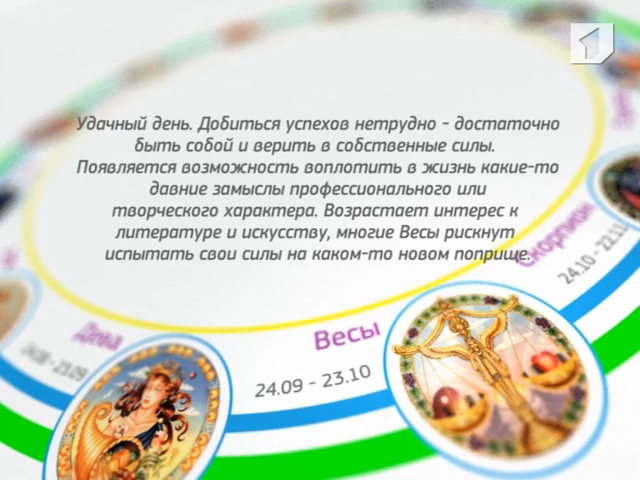 Удачный день. Добиться успехов нетрудно - достаточно
быть собой и верить в собственные силы.
Появляется возможность воплотить в жизнь какие-то
давние замыслы профессионального или
творческого характера. Возрастает интерес к
литературе и искусству, многие Весы рискнут
испытать свои силы на каком-то новом поприще.
Скорпион
24.10 - 22.11
Дева
24.08 - 23.09
Весы
24.09 - 23.10
1